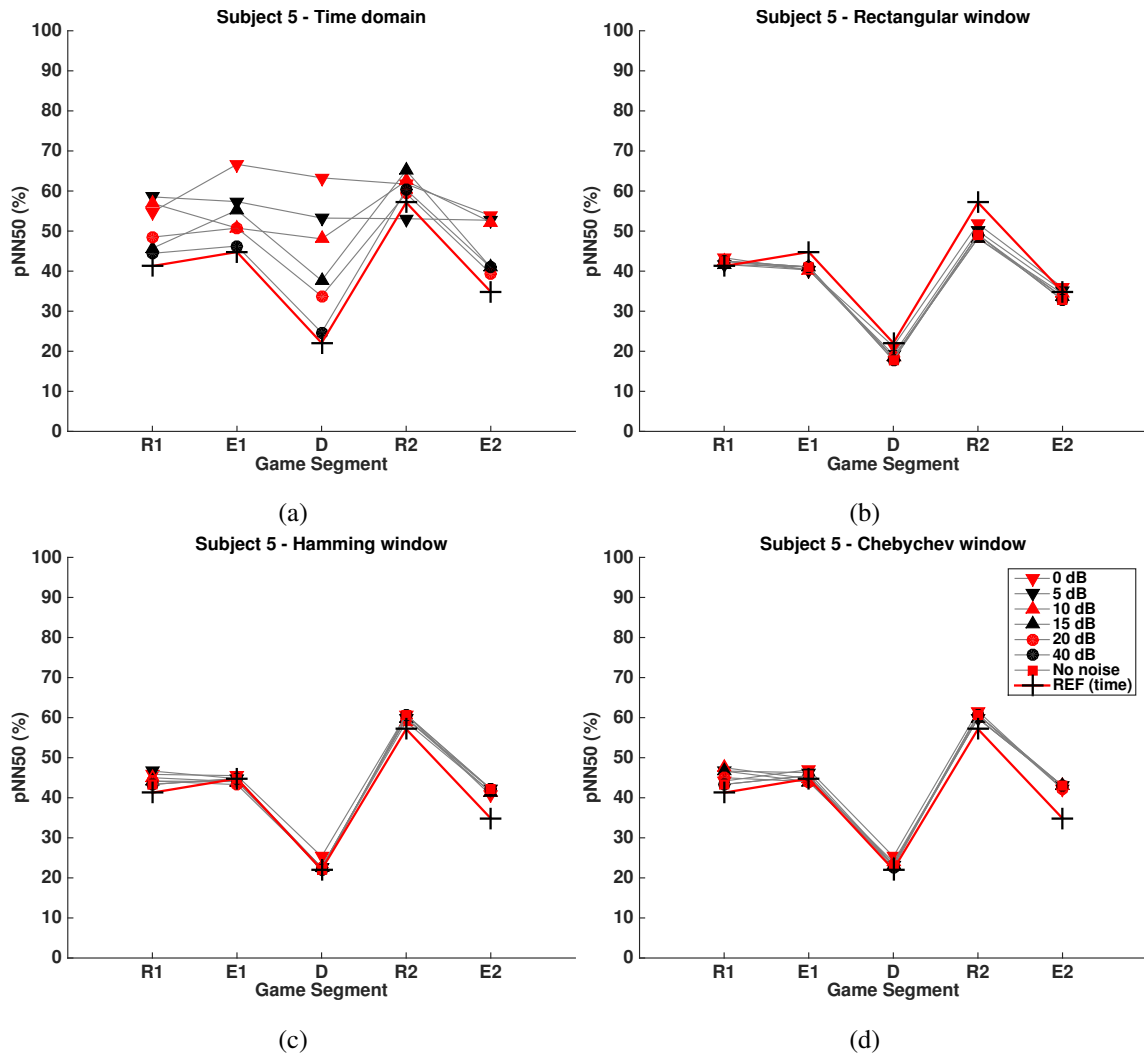 Subject 5 - Time domain
100
90
80
70
60
50
40
30
20
10
0
pNN50 (%)
R1 E1 D R2 E2
Game Segment
(a)
Subject 5 - Rectangular window
100
90
80
70
60
50
40
30
20
10
0
pNN50 (%)
R1 E1 D R2 E2
Game Segment
(b)
Subject 5 - Hamming window
100
90
80
70
60
50
40
30
20
10
0
pNN50 (%)
R1 E1 D R2 E2
Game Segment
(c)
Subject 5 - Chebychev window
100
90
80
70
60
50
40
30
20
10
0
pNN50 (%)
0 dB
5 dB
10 dB
15 dB
20 dB
40 dB
No noise
REF (time)
R1 E1 D R2 E2
Game Segment
(d)